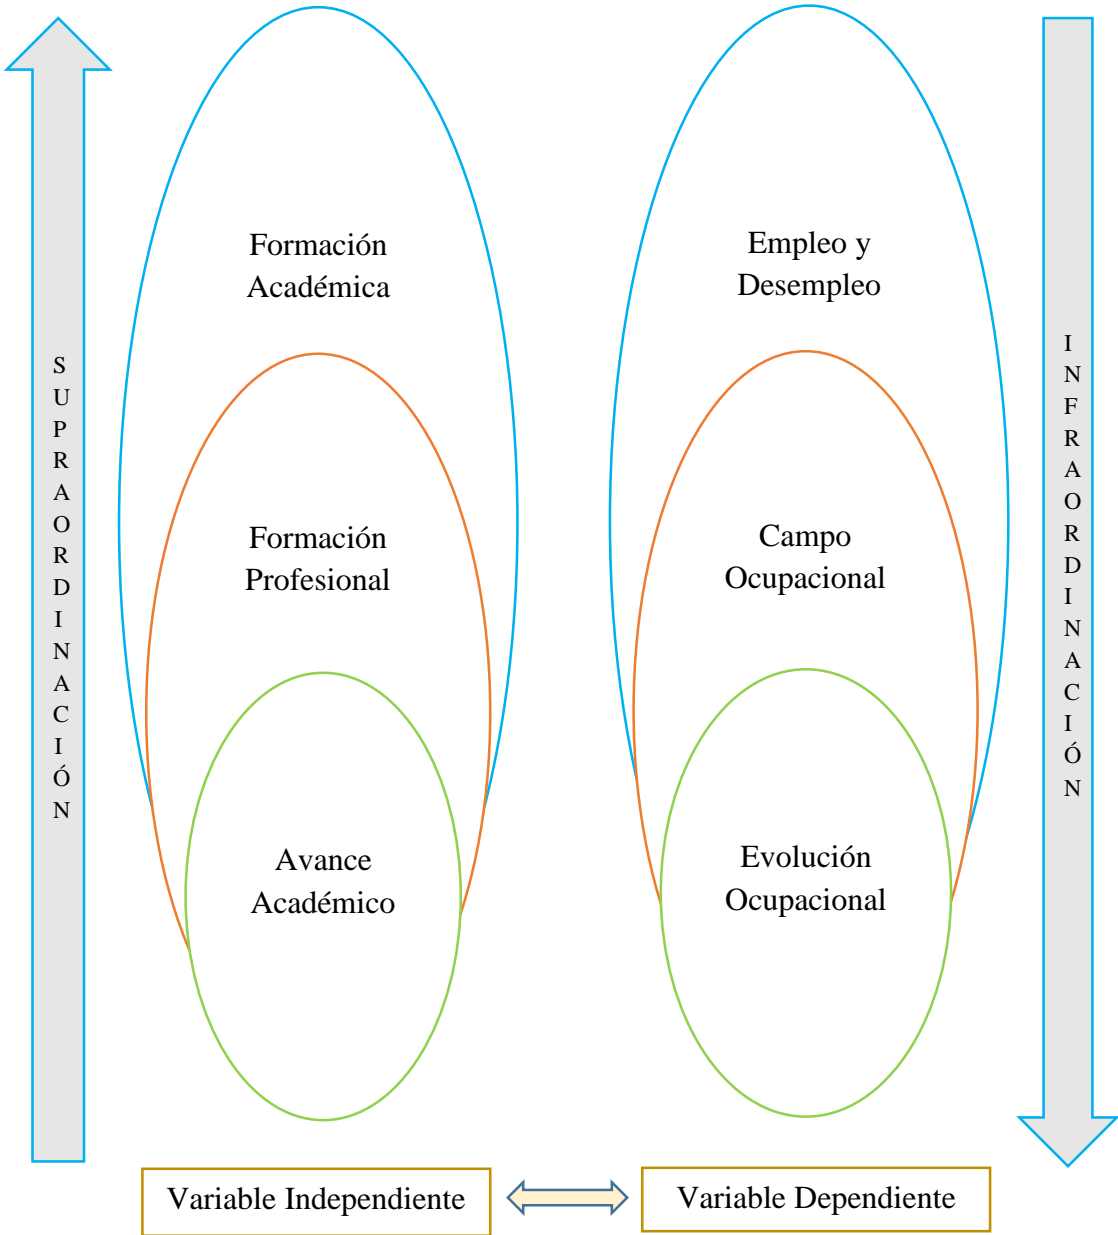 SUPRAORDINACIÓN
Formación
Académica
Formación
Profesional
Avance
Académico
Empleo y
Desempleo
Campo
Ocupacional
Evolución
Ocupacional
INFRAORDINACIÓN
Variable Independiente
Variable Dependiente